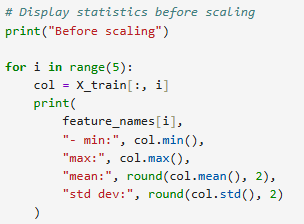 # Display statistics before scaling
print("Before scaling")

for i in range(5):
    col = X_train[:, i]
    print(
        feature_names[i],
        "- min:", col.min(),
        "max:", col.max(),
        "mean:", round(col.mean(), 2),
        "std dev:", round(col.std(), 2)
    )